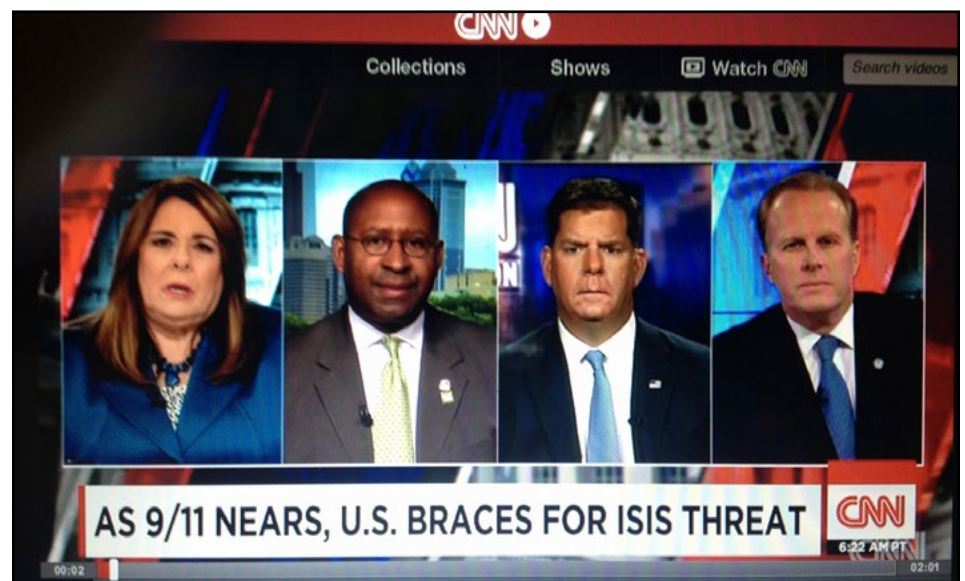 CNN
Collections Shows Watch CNN Search videos
AS 9/11 NEARS, U.S. BRACES FOR ISIS THREAT
CNN
6:22 AM PT
00:02 02:01